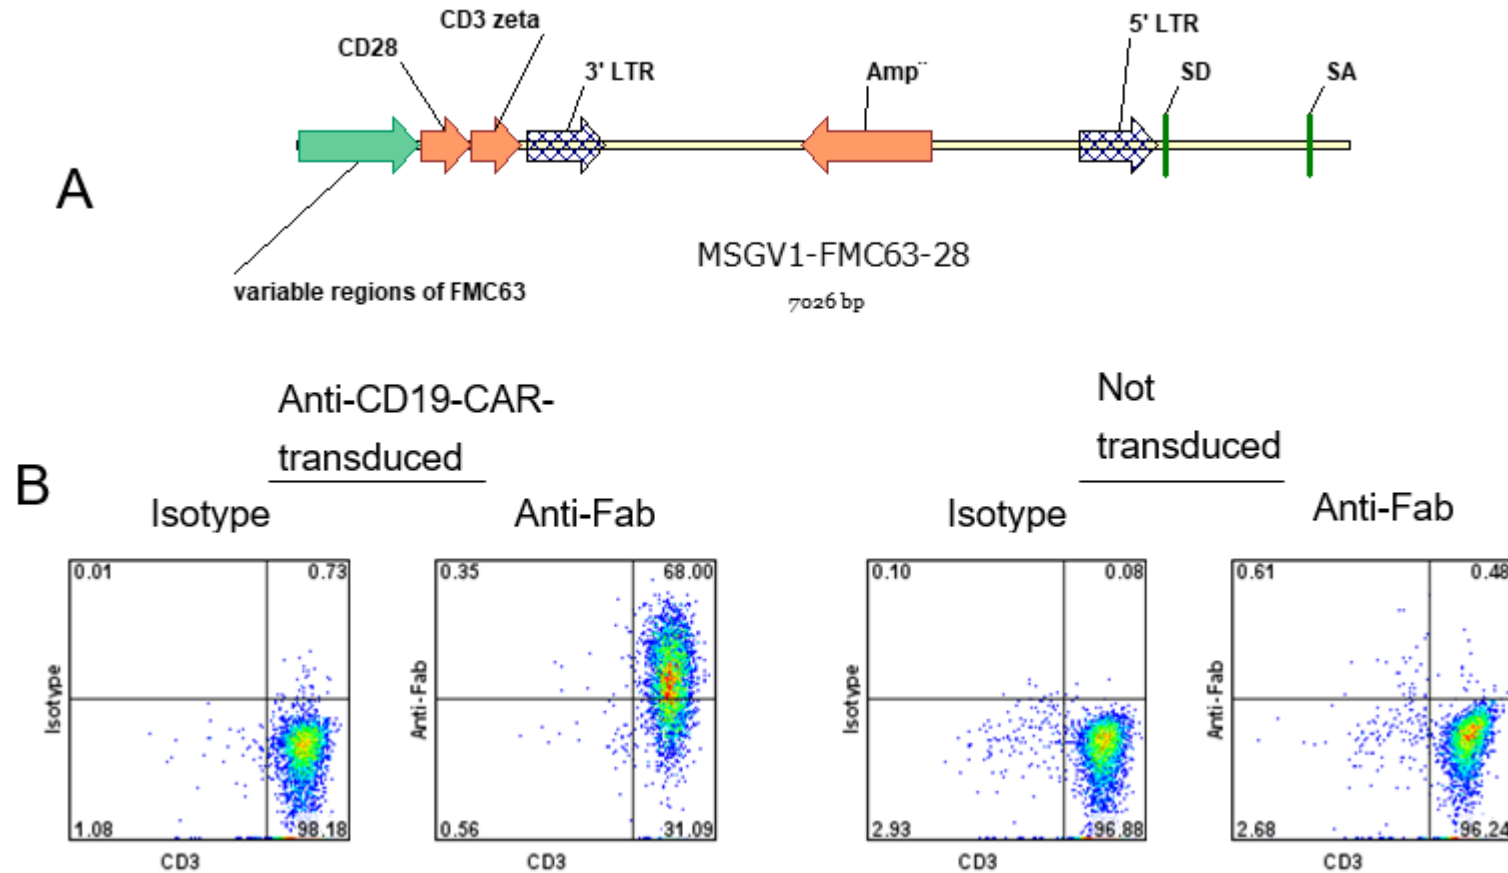 CD3 zeta
CD28
3' LTR
Amp¨
5' LTR
SD
SA
A
variable regions of FMC63
MSGV1-FMC63-28
7026 bp
Anti-CD19-CAR-
transduced
Not
transduced
B
Isotype
Anti-Fab
Isotype
Anti-Fab
0.01
0.73
Isotype
1.08
98.18
CD3
0.35
68.00
Anti-Fab
0.56
31.09
CD3
0.10
0.08
Isotype
2.93
96.88
CD3
0.61
0.48
Anti-Fab
2.68
96.24
CD3